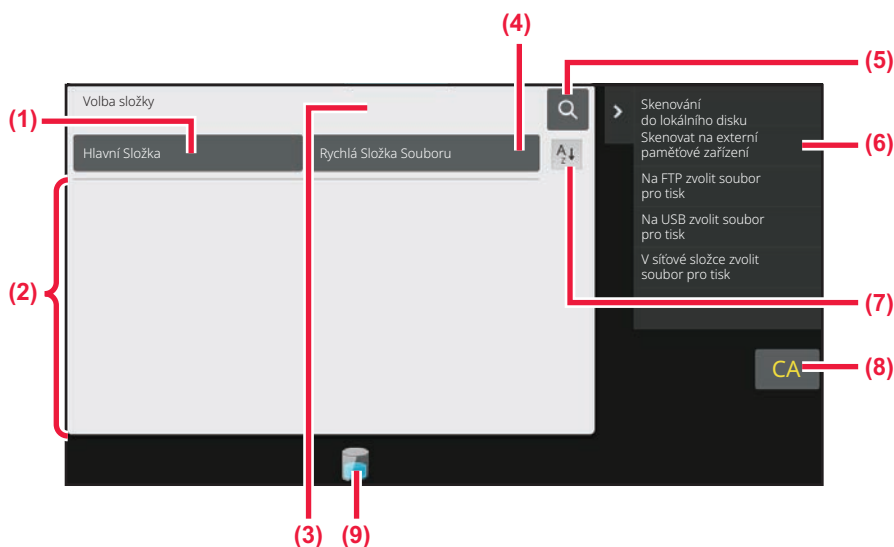 (4)
(5)
Volba složky
(1)
Hlavní Složka
Rychlá Složka Souboru
A
Z
Skenování
do lokálního disku
Skenovat na externí
paměťové zařízení
(6)
Na FTP zvolit soubor
pro tisk
Na USB zvolit soubor
pro tisk
V síťové složce zvolit
soubor pro tisk
(2)
(7)
CA
(8)
(3)
(9)